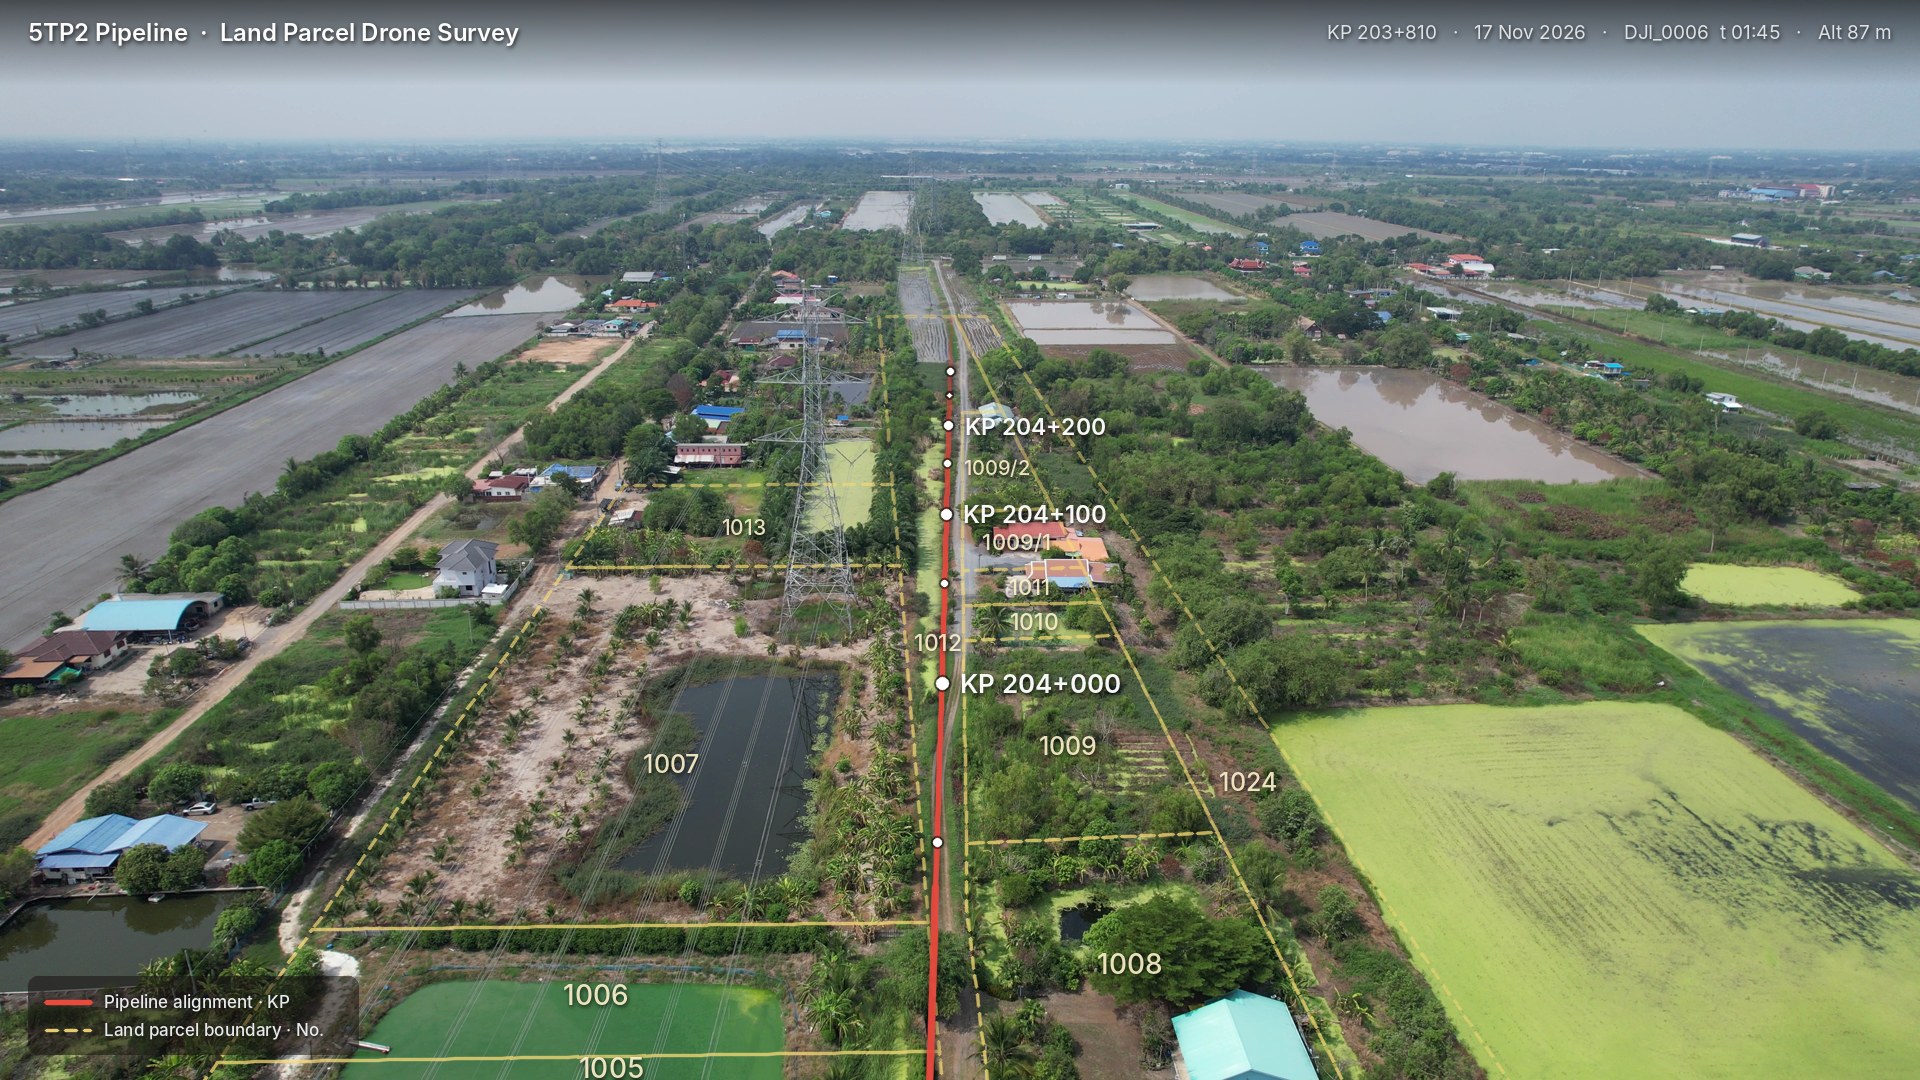 5TP2 Pipeline · Land Parcel Drone Survey
KP 203+810 · 17 Nov 2026 · DJI_0006 t 01:45 · Alt 87 m
KP 204+200
1009/2
KP 204+100
1013
1009/1
1011
1010
1012
KP 204+000
1009
1007
1024
1008
1006
Pipeline alignment · KP
Land parcel boundary · No.
1005